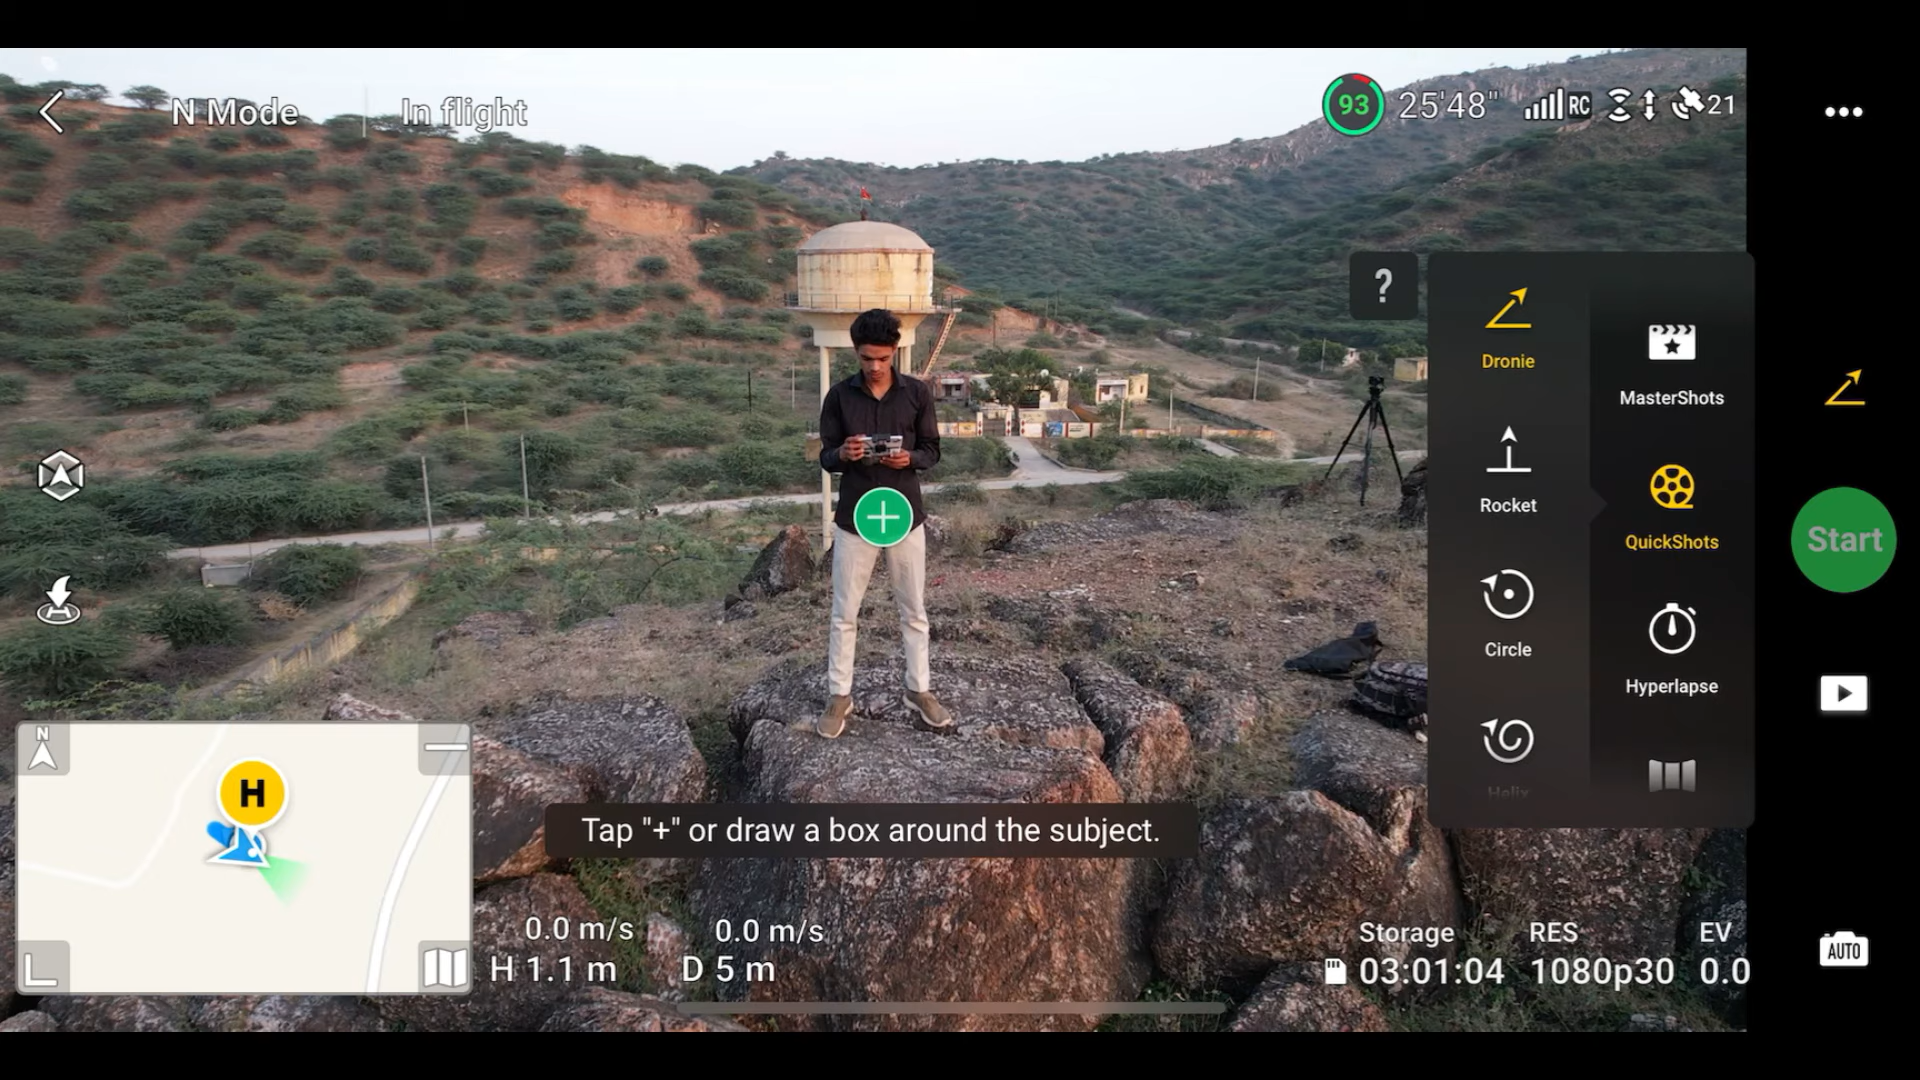 N Mode
In flight
93
25'48"
RC
21
?
Dronie
MasterShots
Rocket
QuickShots
Circle
Hyperlapse
Helix
Start
N
H
Tap "+" or draw a box around the subject.
0.0 m/s
0.0 m/s
H 1.1 m
D 5 m
Storage
RES
EV
03:01:04
1080p30
0.0
AUTO